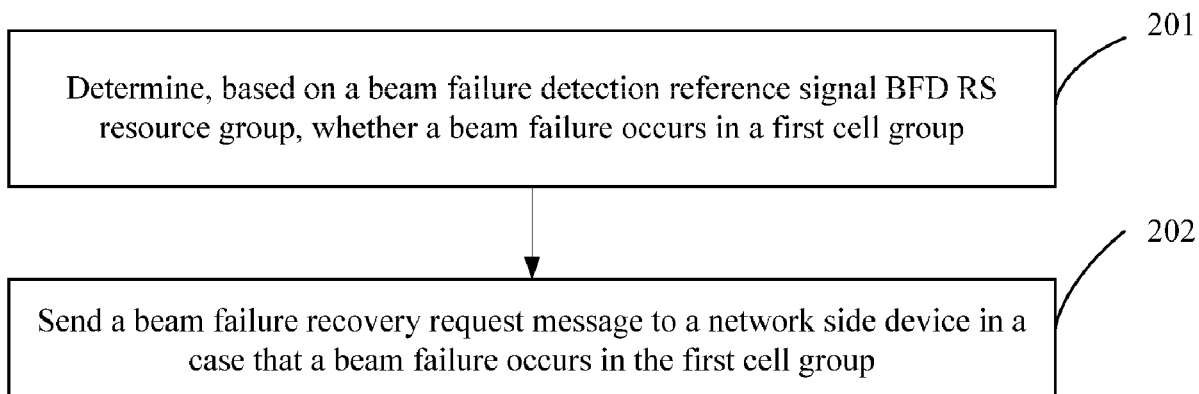 201
Determine, based on a beam failure detection reference signal BFD RS
resource group, whether a beam failure occurs in a first cell group
202
Send a beam failure recovery request message to a network side device in a
case that a beam failure occurs in the first cell group